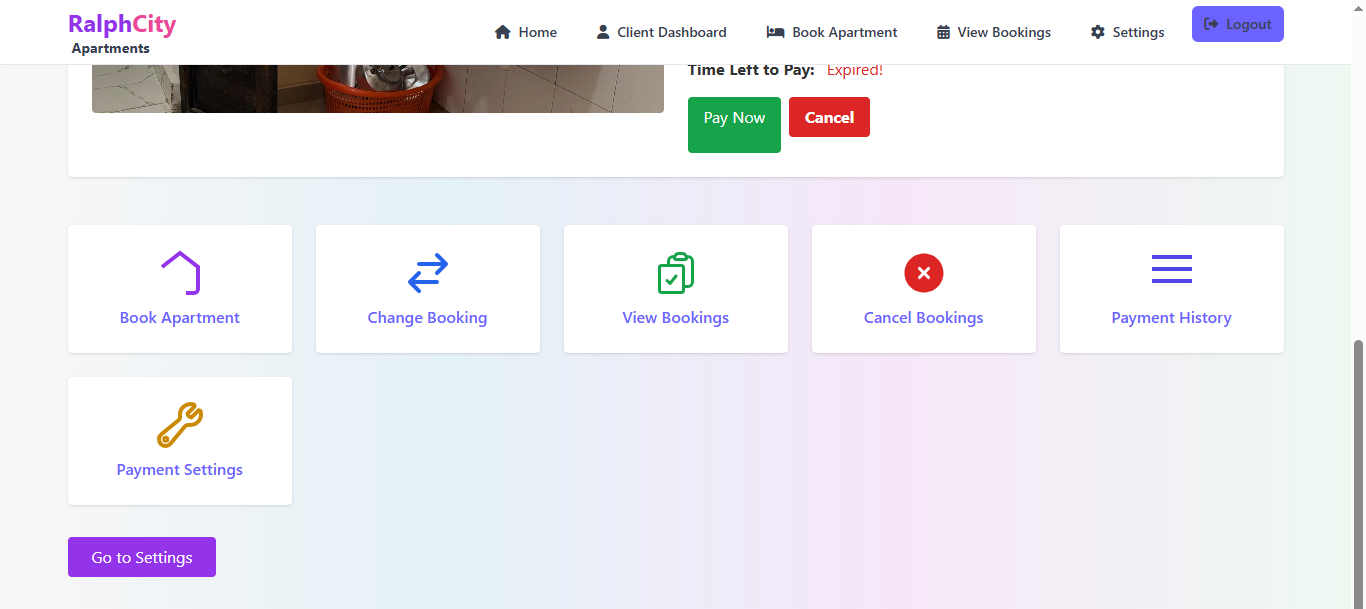 RalphCity
Apartments
Home
Client Dashboard
Book Apartment
View Bookings
Settings
Logout
Time Left to Pay: Expired!
Pay Now
Cancel
Book Apartment
Change Booking
View Bookings
Cancel Bookings
Payment History
Payment Settings
Go to Settings